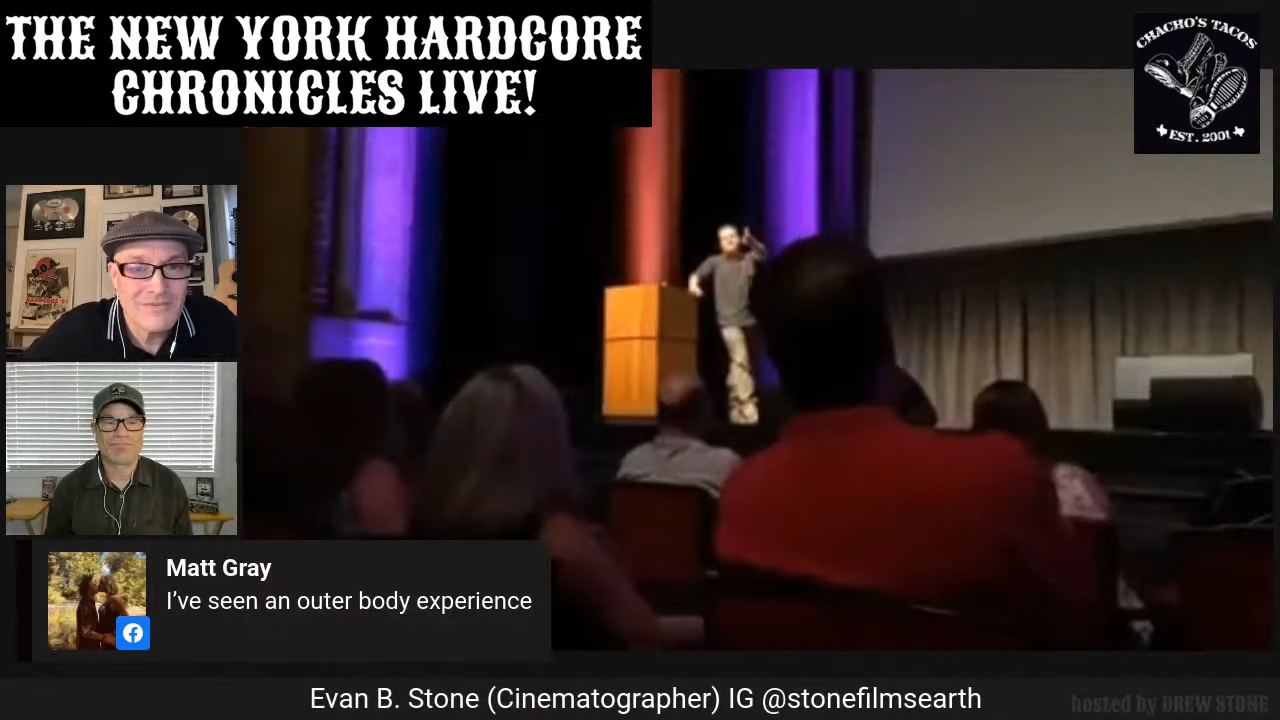 THE NEW YORK HARDCORE
CHRONICLES LIVE!
CHACHO'S TACOS
EST. 2001
Matt Gray
I’ve seen an outer body experience
Evan B. Stone (Cinematographer) IG @stonefilmsearth
hosted by DREW STONE